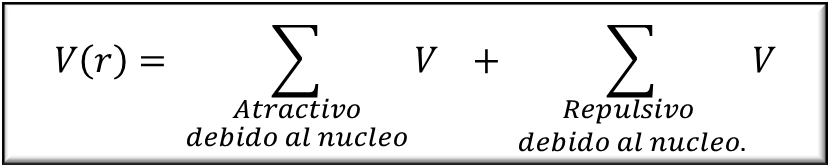 V(r) = ∑ V + ∑ V
Atractivo Repulsivo
debido al nucleo debido al nucleo.